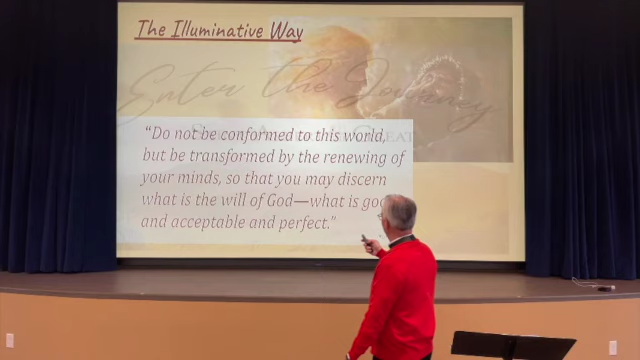 The Illuminative Way
Enter the Journey
"Do not be conformed to this world,
but be transformed by the renewing of
your minds, so that you may discern
what is the will of God—what is
and acceptable and perfect."